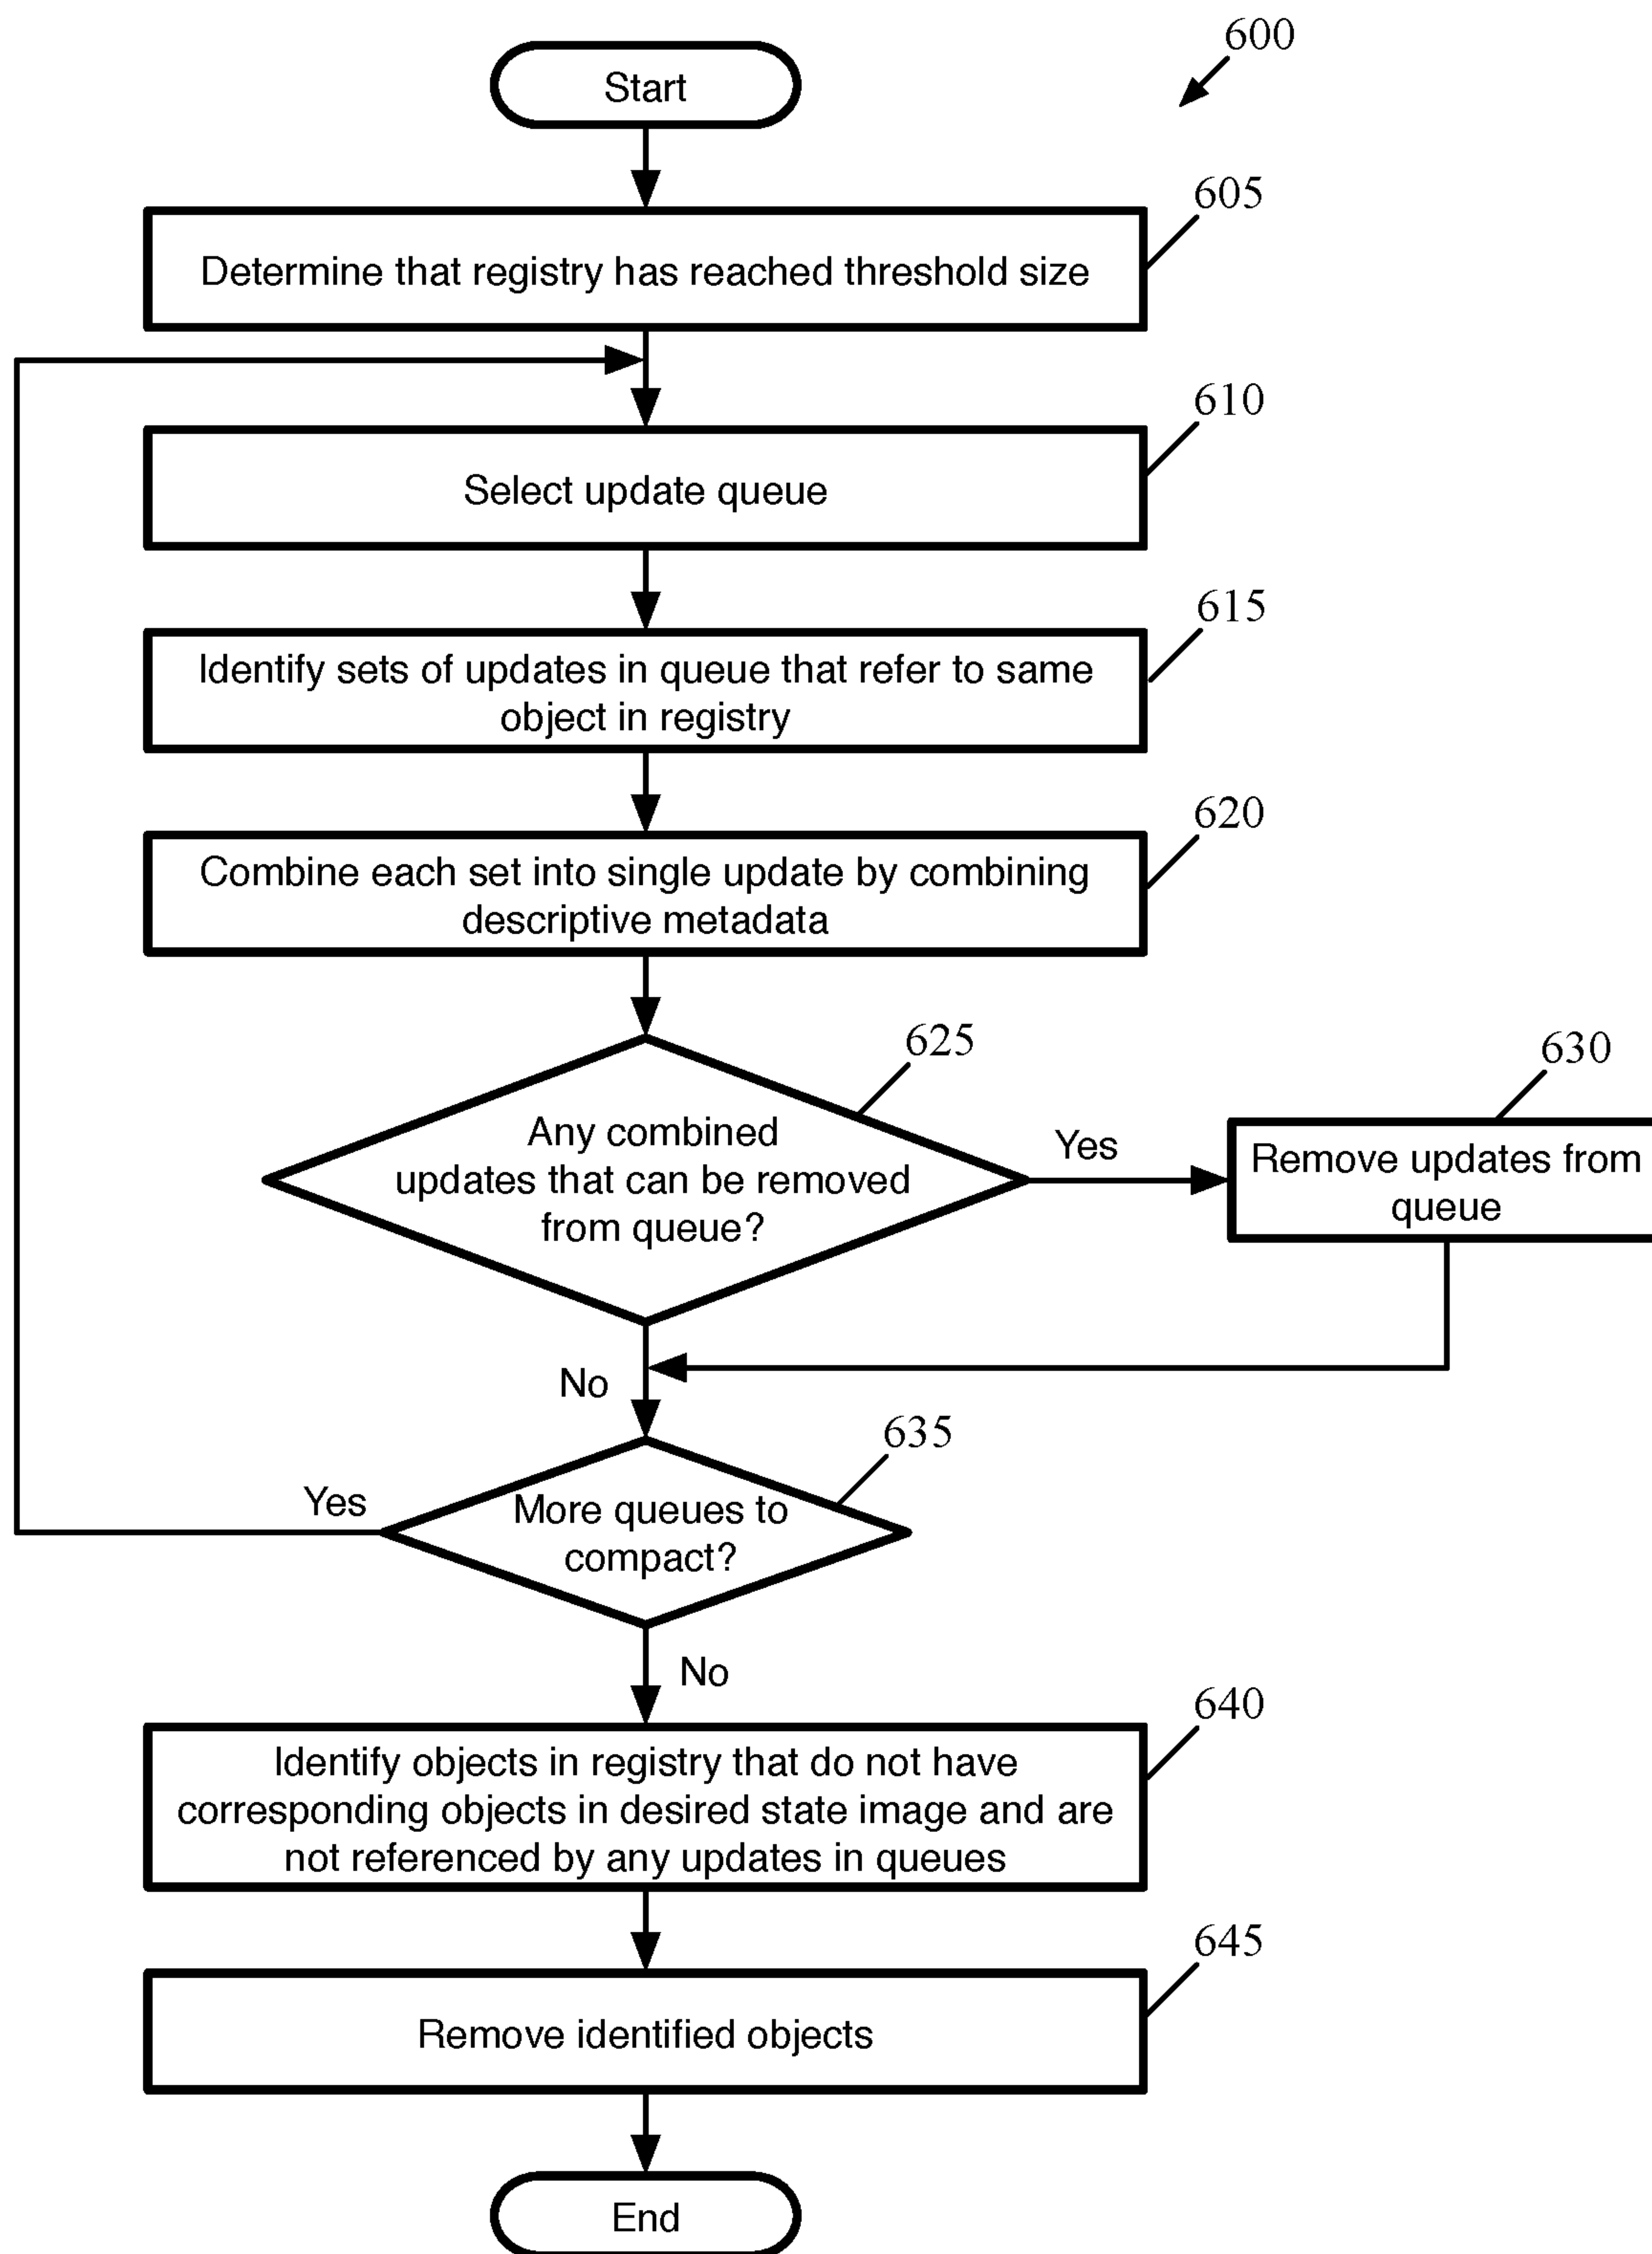 600
Start
605
Determine that registry has reached threshold size
610
Select update queue
615
Identify sets of updates in queue that refer to same
object in registry
620
Combine each set into single update by combining
descriptive metadata
625
Any combined
updates that can be removed
from queue?
Yes
630
Remove updates from
queue
No
635
More queues to
compact?
Yes
No
640
Identify objects in registry that do not have
corresponding objects in desired state image and are
not referenced by any updates in queues
645
Remove identified objects
End